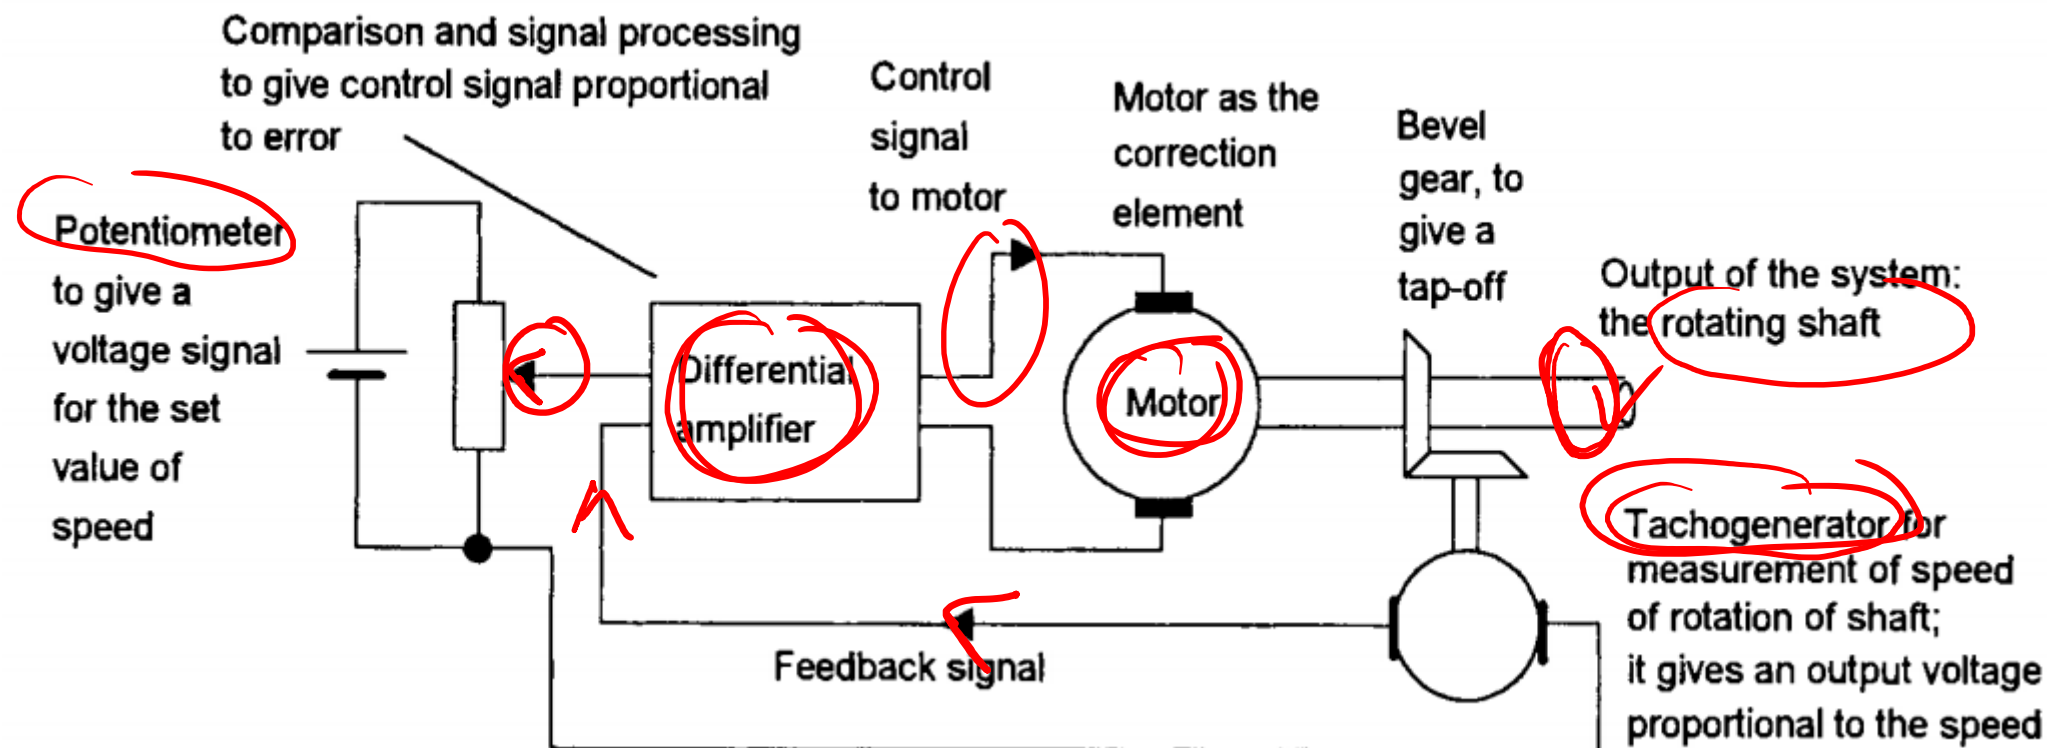 Comparison and signal processing
to give control signal proportional
to error
Control
signal
to motor
Motor as the
correction
element
Bevel
gear, to
give a
tap-off
Potentiometer
to give a
voltage signal
for the set
value of
speed
Differential
amplifier
Motor
Output of the system:
the rotating shaft
Tachogenerator for
measurement of speed
of rotation of shaft;
it gives an output voltage
proportional to the speed
Feedback signal